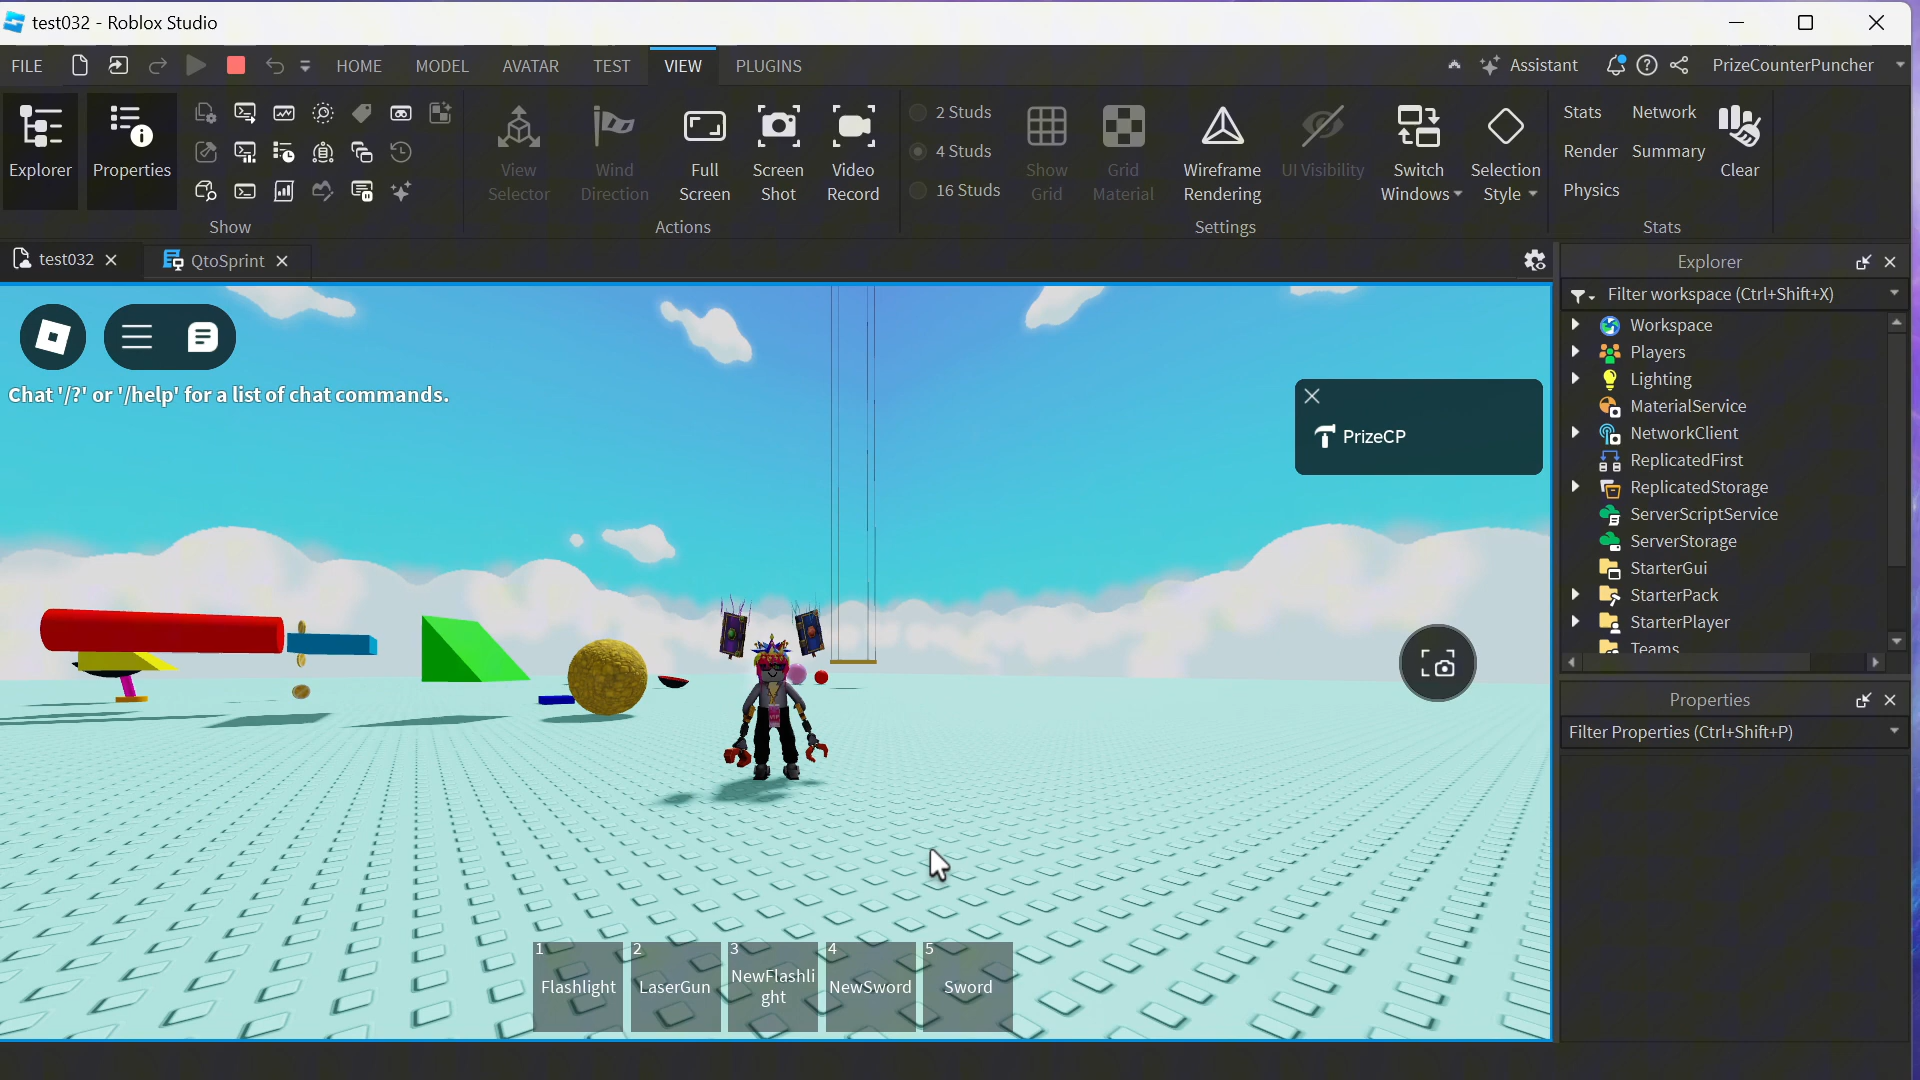 test032 - Roblox Studio
FILE
HOME
MODEL
AVATAR
TEST
VIEW
PLUGINS
Assistant
PrizeCounterPuncher
Explorer
Properties
Show
View
Selector
Wind
Direction
Full
Screen
Screen
Shot
Video
Record
Actions
2 Studs
4 Studs
16 Studs
Show
Grid
Grid
Material
Wireframe
Rendering
UI Visibility
Switch
Windows
Selection
Style
Settings
Stats
Network
Render
Summary
Physics
Clear
Stats
test032
QtoSprint
Chat '/?' or '/help' for a list of chat commands.
PrizeCP
VIP
1
Flashlight
2
LaserGun
3
NewFlashli
ght
4
NewSword
5
Sword
Explorer
Filter workspace (Ctrl+Shift+X)
Workspace
Players
Lighting
MaterialService
NetworkClient
ReplicatedFirst
ReplicatedStorage
ServerScriptService
ServerStorage
StarterGui
StarterPack
StarterPlayer
Teams
Properties
Filter Properties (Ctrl+Shift+P)